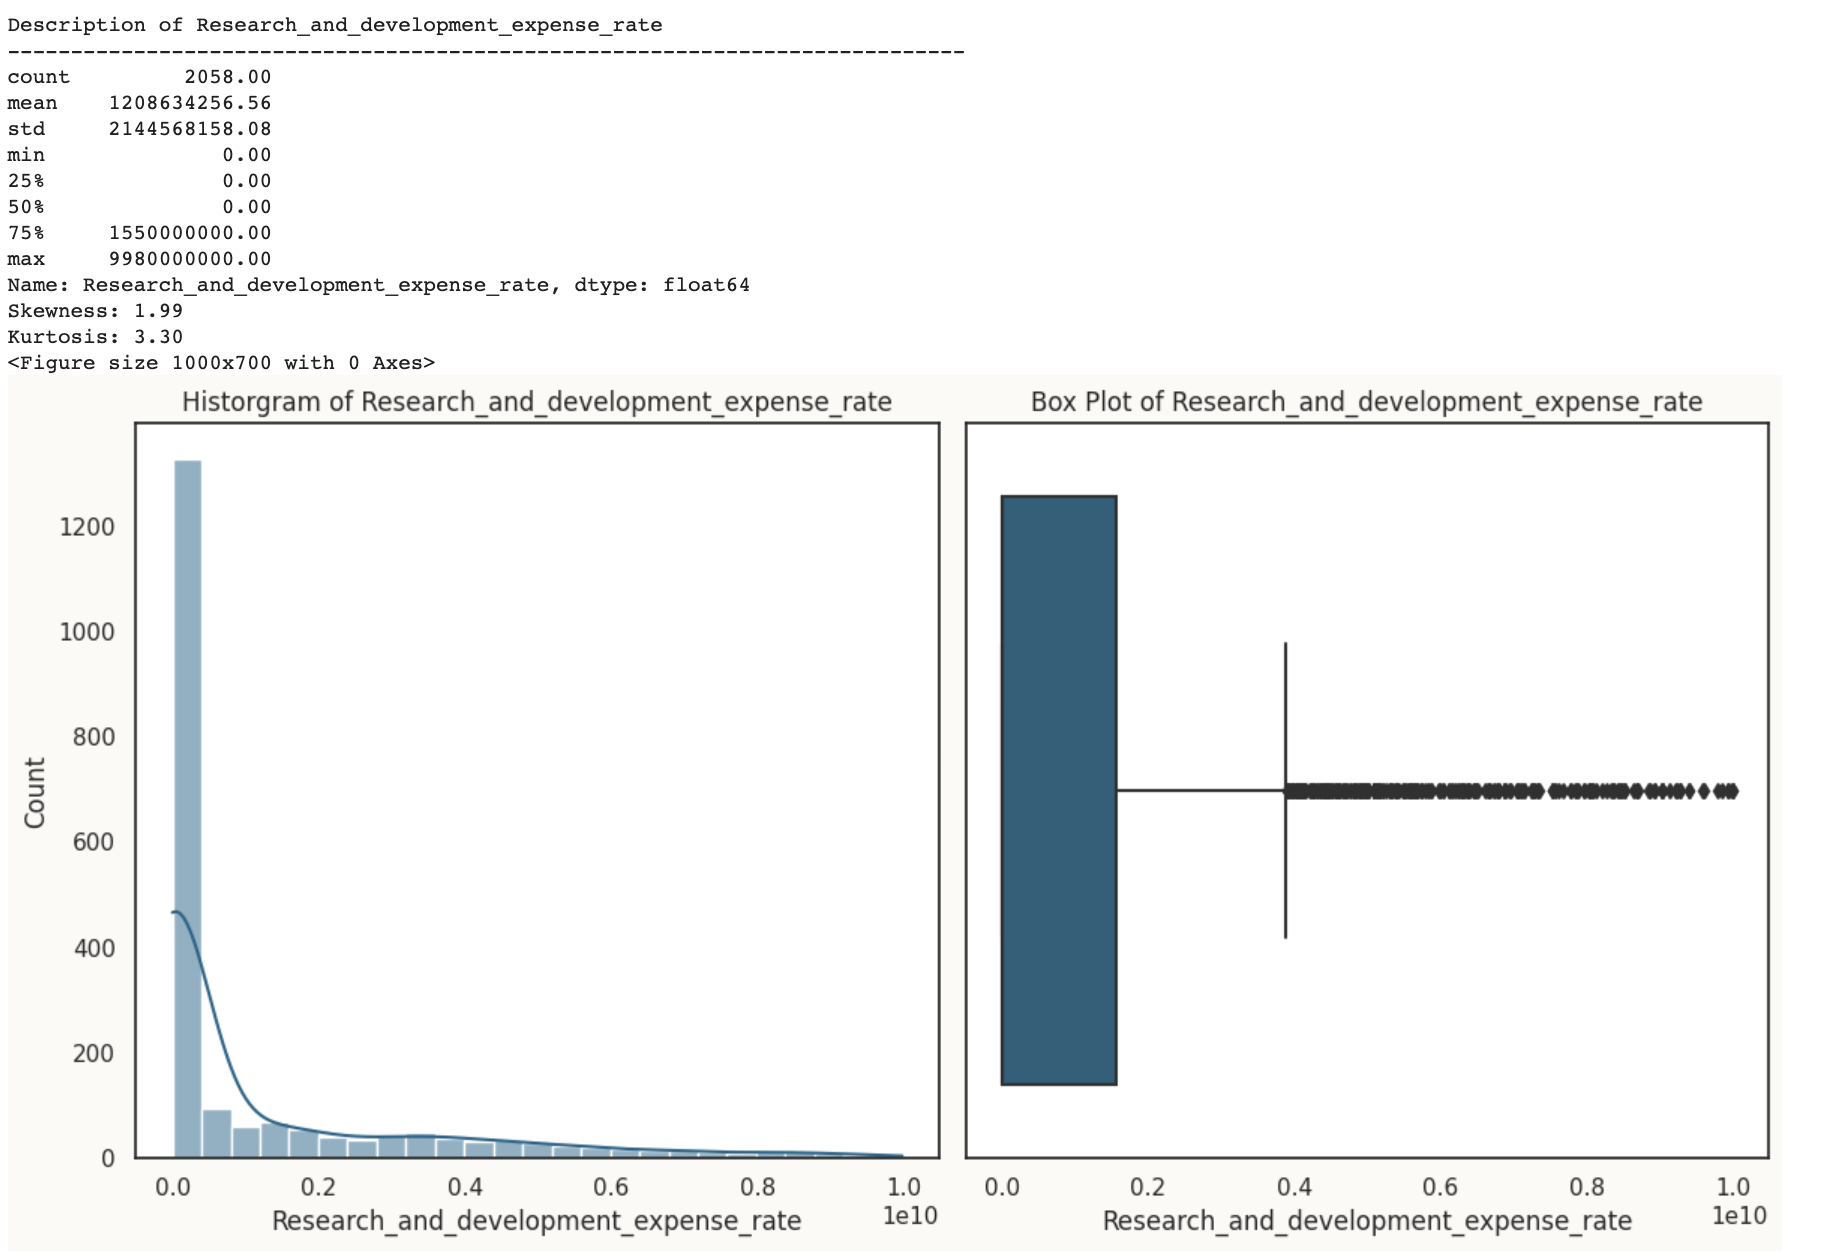 Description of Research_and_development_expense_rate
----------------------------------------------------------------------------
count 2058.00
mean 1208634256.56
std 2144568158.08
min 0.00
25% 0.00
50% 0.00
75% 1550000000.00
max 9980000000.00
Name: Research_and_development_expense_rate, dtype: float64
Skewness: 1.99
Kurtosis: 3.30
<Figure size 1000x700 with 0 Axes>
Historgram of Research_and_development_expense_rate
1200
1000
800
600
400
200
0
Count
0.0 0.2 0.4 0.6 0.8 1.0
1e10
Research_and_development_expense_rate
Box Plot of Research_and_development_expense_rate
0.0 0.2 0.4 0.6 0.8 1.0
1e10
Research_and_development_expense_rate